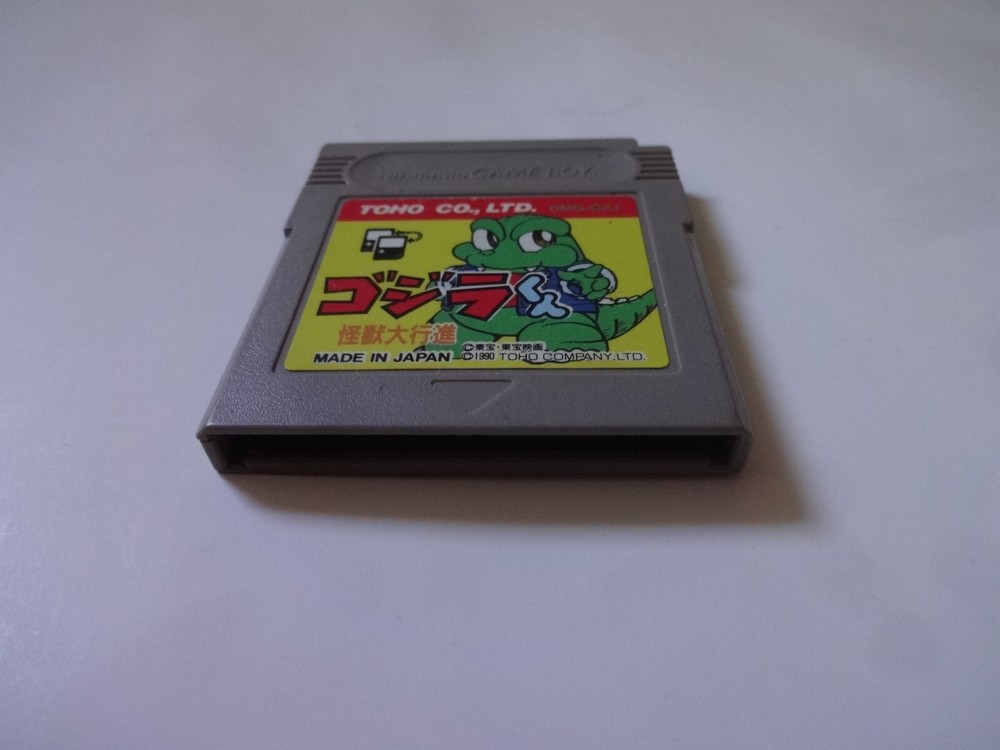 Nintendo GAME BOY
TOHO CO., LTD. DMG-GZJ
ゴジラくん
怪獣大行進
©東宝・東宝映画
MADE IN JAPAN ©1990 TOHO COMPANY, LTD.